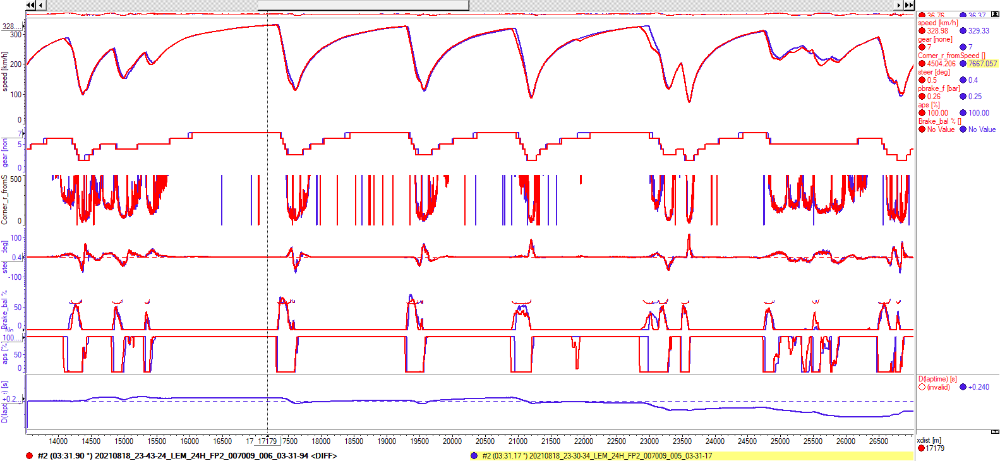 36.76 36.37
328....
speed [km/h]
328.98 329.33
300
gear [none]
7 7
speed [km/h]
Corner_r_fromSpeed []
200
4504.206 7667.057
steer [deg]
0.5 0.4
pbrake_f [bar]
100
0.26 0.25
aps [%]
100.00 100.00
0
Brake_bal % []
No Value No Value
7
gear [non
5
0
Corner_r_fromS
500
0
100
0.4
-100
Brake_bal %
50
0
100....
aps [%]
50
0
D(laptime) [s]
(invalid) +0.240
+0.2...
14000 14500 15000 15500 16000 16500 17 17179 7500 18000 18500 19000 19500 20000 20500 21000 21500 22000 22500 23000 23500 24000 24500 25000 25500 26000 26500
xdist [m]
17179
#2 (03:31.90 *) 20210818_23-43-24_LEM_24H_FP2_007009_006_03-31-94 <DIFF>
#2 (03:31.17 *) 20210818_23-30-34_LEM_24H_FP2_007009_005_03-31-17